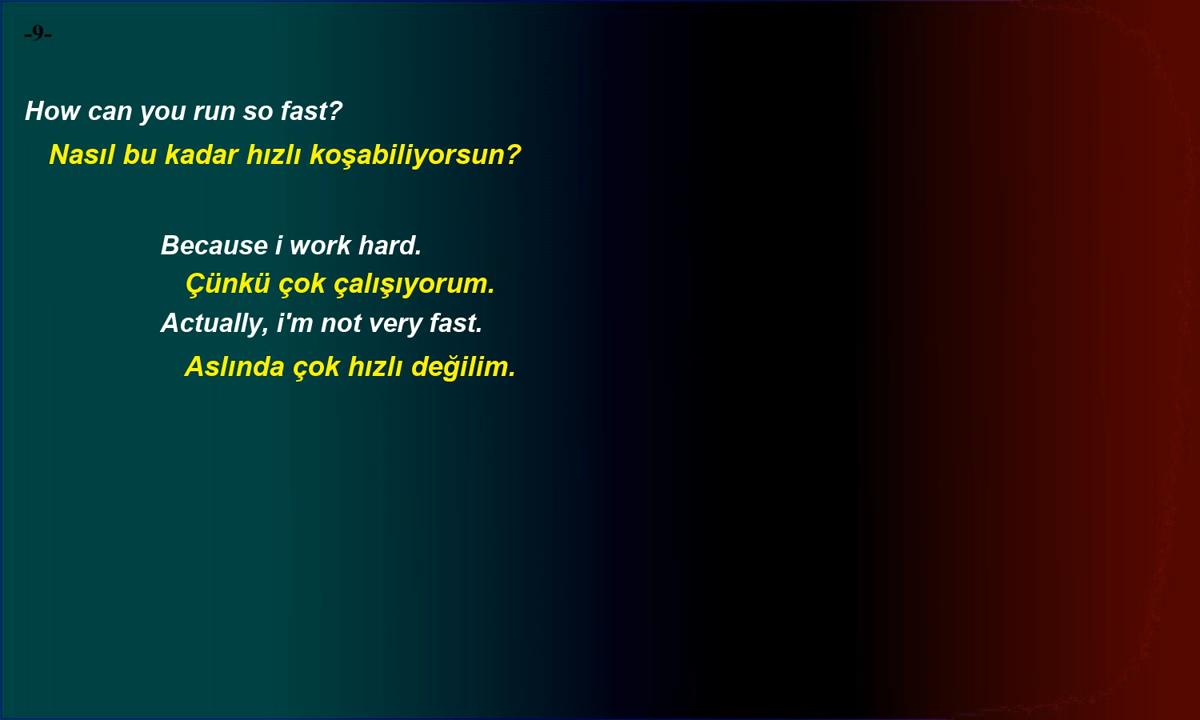 -9-
How can you run so fast?
Nasıl bu kadar hızlı koşabiliyorsun?
Because i work hard.
Çünkü çok çalışıyorum.
Actually, i'm not very fast.
Aslında çok hızlı değilim.